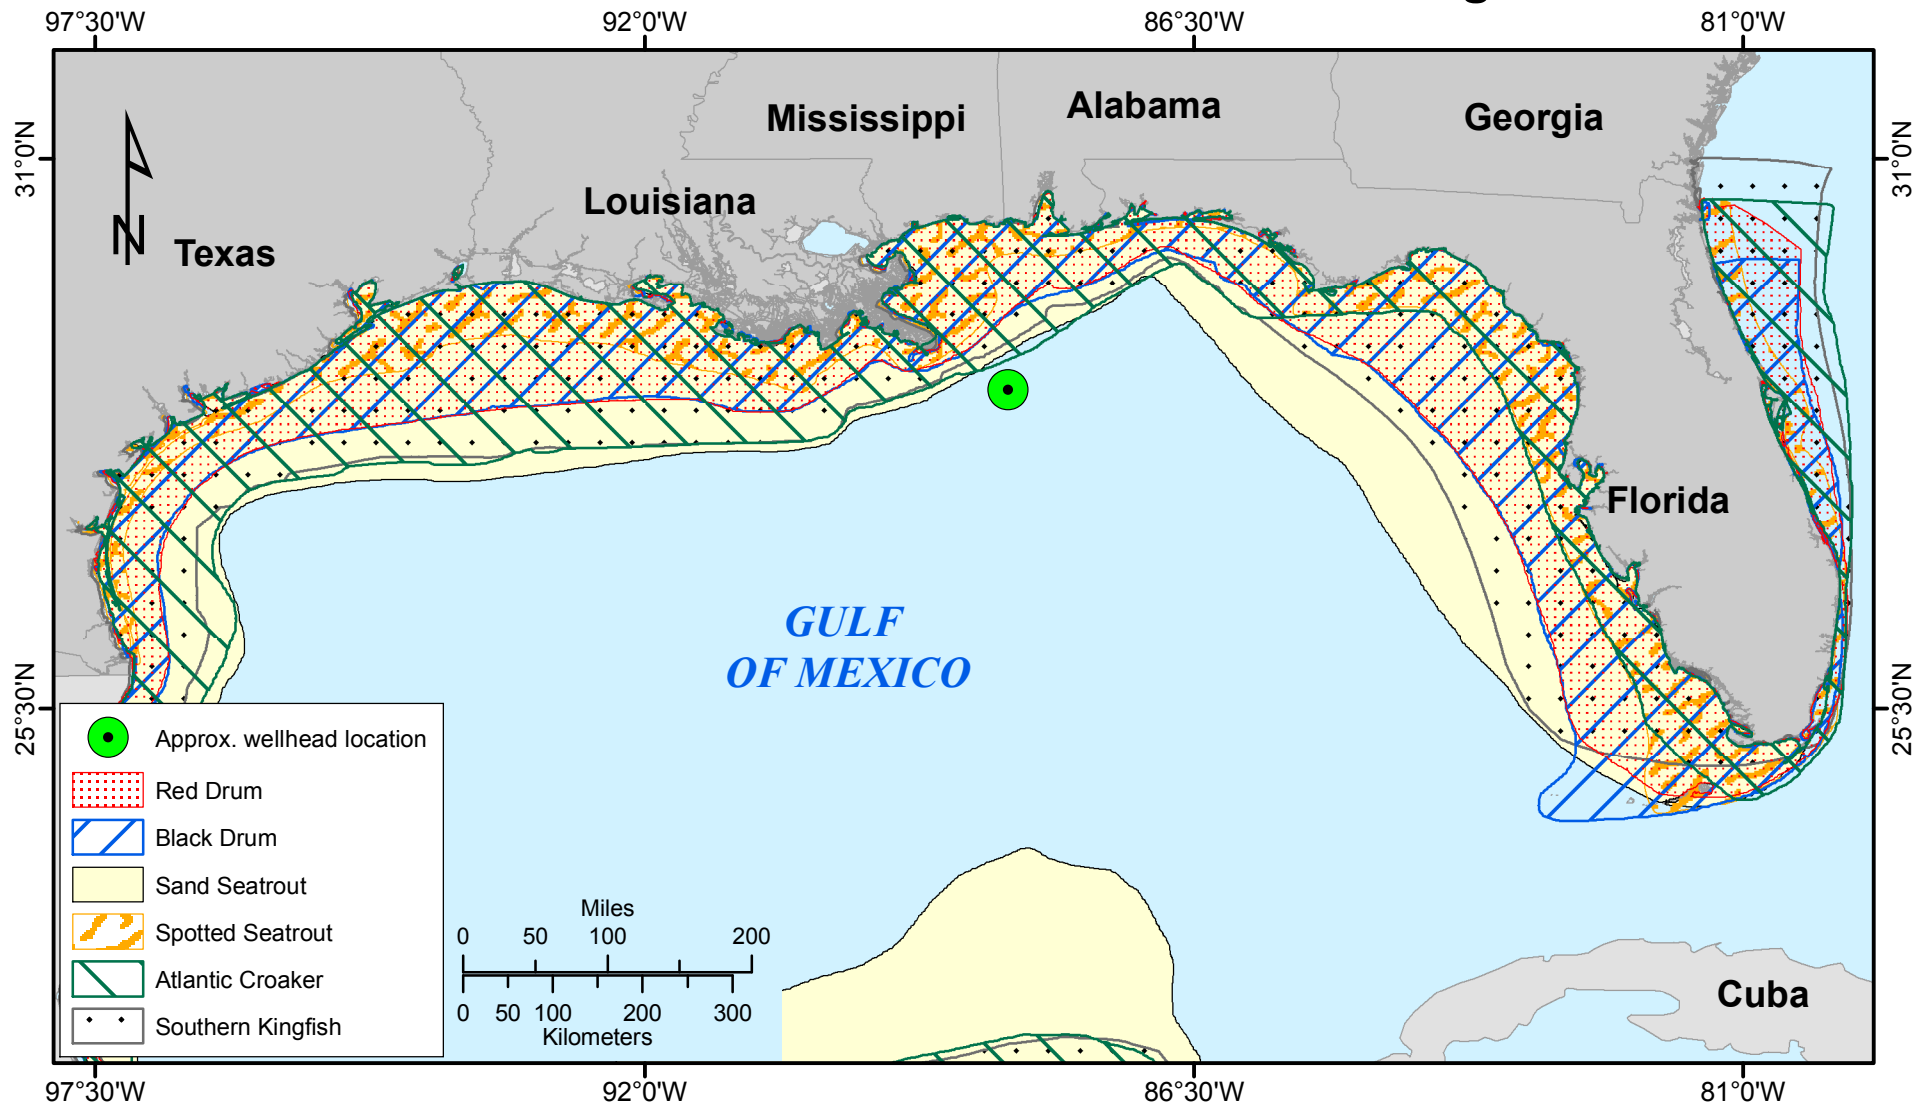 97°30'W
92°0'W
86°30'W
81°0'W
31°0'N
31°0'N
Mississippi
Alabama
Georgia
Louisiana
Texas
N
Florida
GULF
OF MEXICO
25°30'N
25°30'N
Approx. wellhead location
Red Drum
Black Drum
Sand Seatrout
Spotted Seatrout
Atlantic Croaker
Southern Kingfish
Miles
0 50 100 200
0 50 100 200 300
Kilometers
Cuba
97°30'W
92°0'W
86°30'W
81°0'W